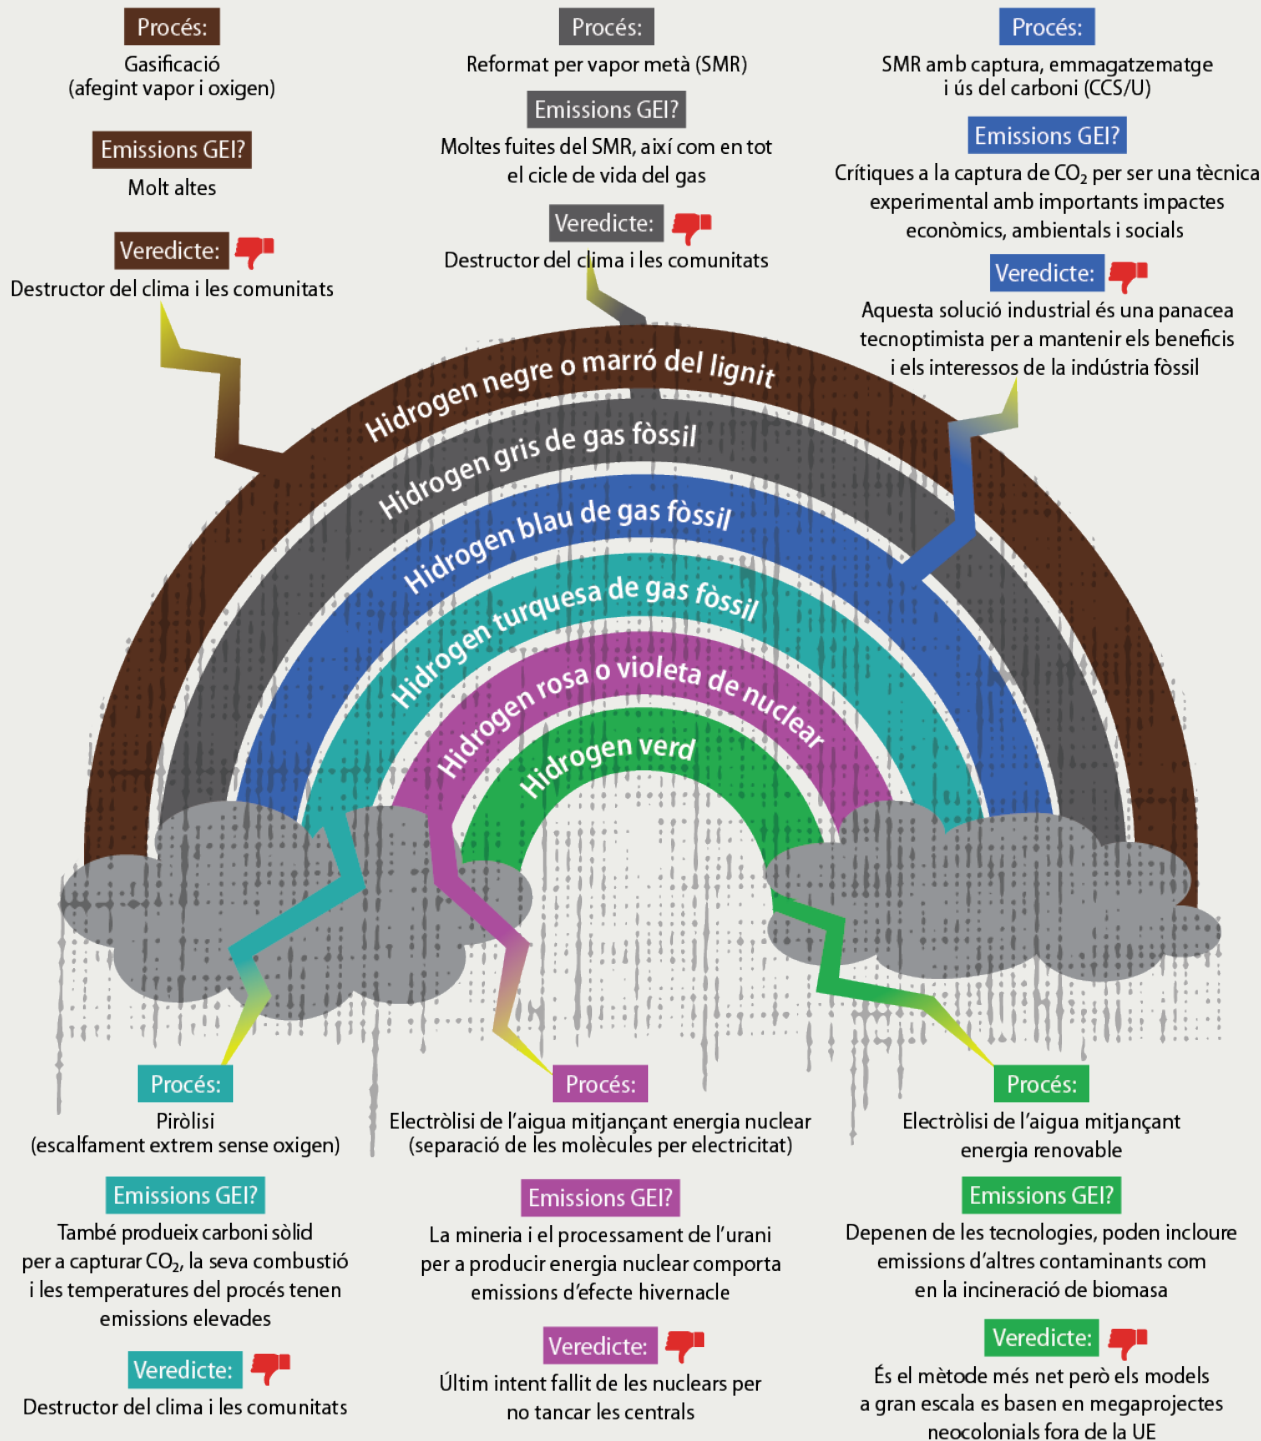 Procés:
Gasificació
(afegint vapor i oxigen)
Emissions GEI?
Molt altes
Veredicte:
Destructor del clima i les comunitats
Procés:
Reformat per vapor metà (SMR)
Emissions GEI?
Moltes fuites del SMR, així com en tot
el cicle de vida del gas
Veredicte:
Destructor del clima i les comunitats
Procés:
SMR amb captura, emmagatzematge
i ús del carboni (CCS/U)
Emissions GEI?
Crítiques a la captura de CO₂ per ser una tècnica
experimental amb importants impactes
econòmics, ambientals i socials
Veredicte:
Aquesta solució industrial és una panacea
tecnoptimista per a mantenir els beneficis
i els interessos de la indústria fòssil
Hidrogen negre o marró del lignit
Hidrogen gris de gas fòssil
Hidrogen blau de gas fòssil
Hidrogen turquesa de gas fòssil
Hidrogen rosa o violeta de nuclear
Hidrogen verd
Procés:
Piròlisi
(escalfament extrem sense oxigen)
Emissions GEI?
També produeix carboni sòlid
per a capturar CO₂, la seva combustió
i les temperatures del procés tenen
emissions elevades
Veredicte:
Destructor del clima i les comunitats
Procés:
Electròlisi de l’aigua mitjançant energia nuclear
(separació de les molècules per electricitat)
Emissions GEI?
La mineria i el processament de l’urani
per a produir energia nuclear comporta
emissions d’efecte hivernacle
Veredicte:
Últim intent fallit de les nuclears per
no tancar les centrals
Procés:
Electròlisi de l’aigua mitjançant
energia renovable
Emissions GEI?
Depenen de les tecnologies, poden incloure
emissions d’altres contaminants com
en la incineració de biomasa
Veredicte:
És el mètode més net però els models
a gran escala es basen en megaprojectes
neocolonials fora de la UE